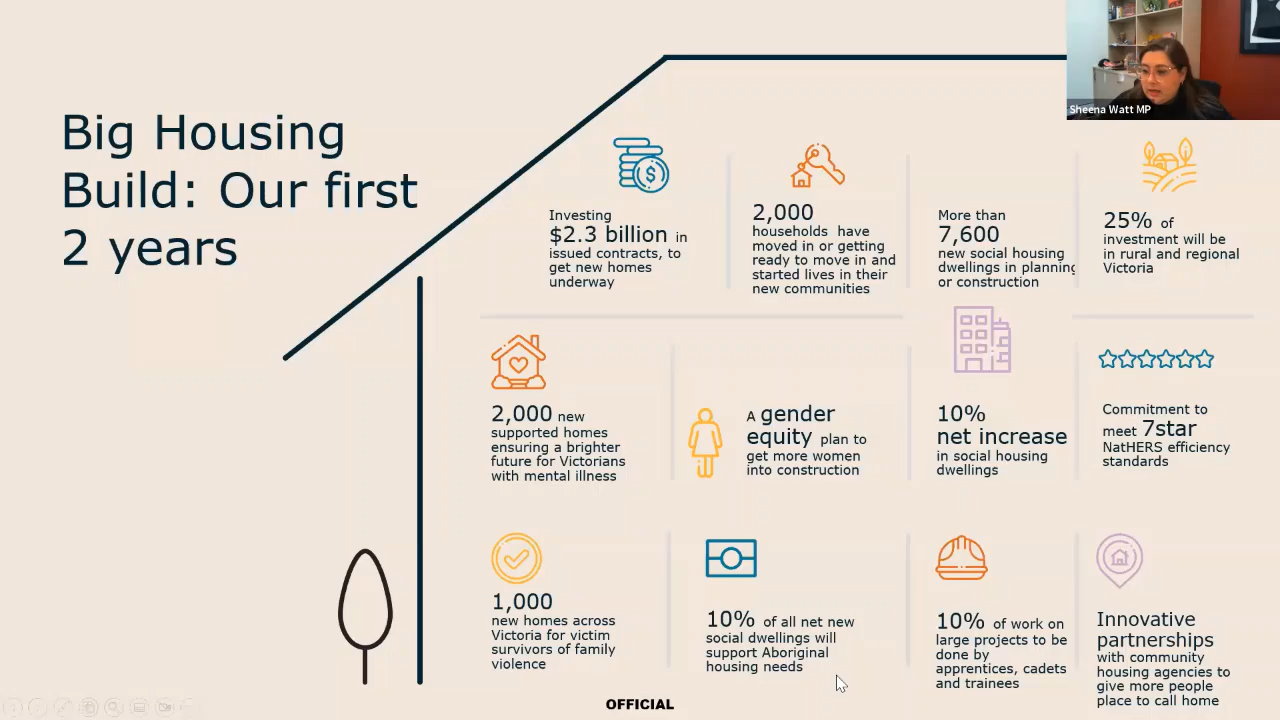 Sheena Watt MP
Big Housing
Build: Our first
2 years
Investing
$2.3 billion in
issued contracts, to
get new homes
underway
2,000
households have
moved in or getting
ready to move in and
started lives in their
new communities
More than
7,600
new social housing
dwellings in planning
or construction
25% of
investment will be
in rural and regional
Victoria
2,000 new
supported homes
ensuring a brighter
future for Victorians
with mental illness
A gender
equity plan to
get more women
into construction
10%
net increase
in social housing
dwellings
Commitment to
meet 7star
NatHERS efficiency
standards
1,000
new homes across
Victoria for victim
survivors of family
violence
10% of all net new
social dwellings will
support Aboriginal
housing needs
10% of work on
large projects to be
done by
apprentices, cadets
and trainees
Innovative
partnerships
with community
housing agencies to
give more people
place to call home
OFFICIAL